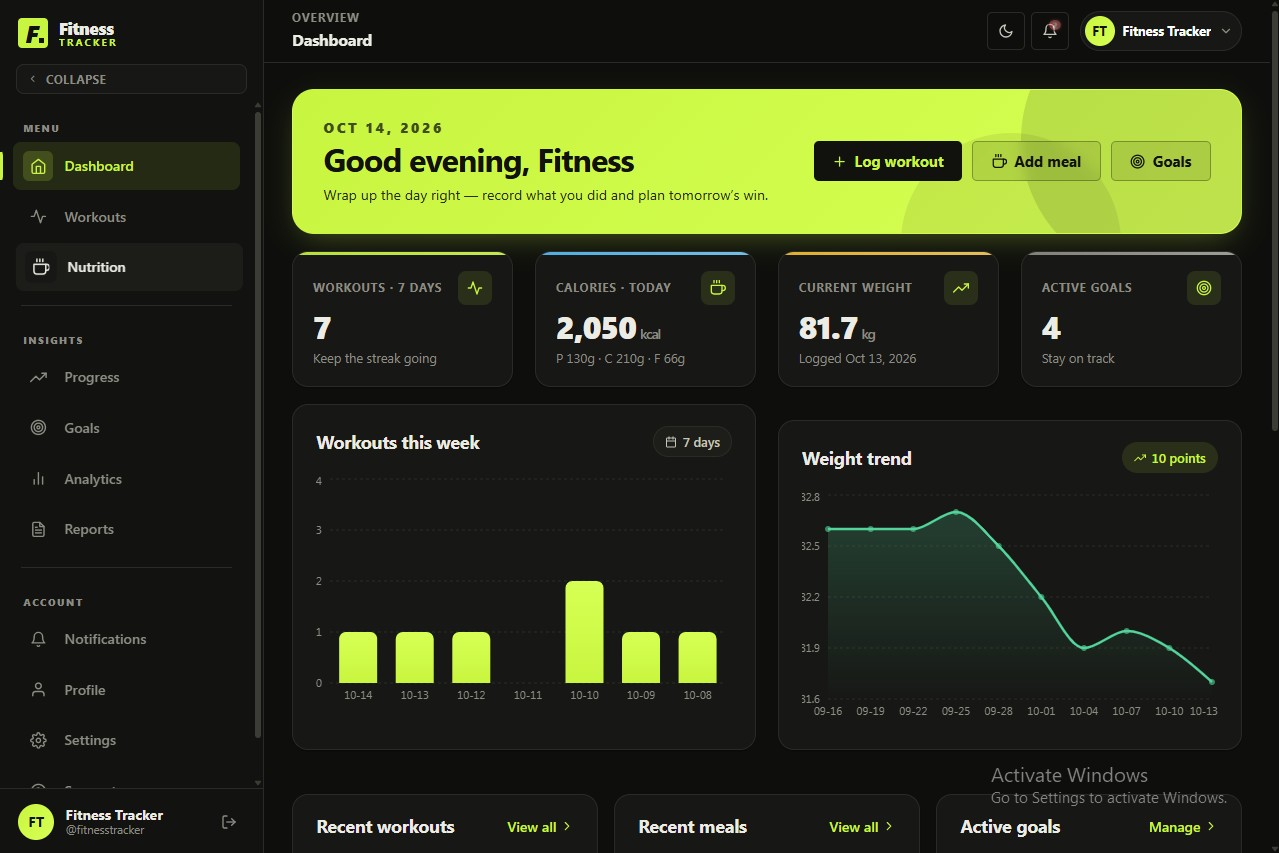 F.
Fitness
TRACKER
COLLAPSE
MENU
Dashboard
Workouts
Nutrition
INSIGHTS
Progress
Goals
Analytics
Reports
ACCOUNT
Notifications
Profile
Settings
FT
Fitness Tracker
@fitnesstracker
OVERVIEW
Dashboard
FT Fitness Tracker
OCT 14, 2026
Good evening, Fitness
Wrap up the day right — record what you did and plan tomorrow's win.
Log workout
Add meal
Goals
WORKOUTS · 7 DAYS
7
Keep the streak going
CALORIES · TODAY
2,050 kcal
P 130g · C 210g · F 66g
CURRENT WEIGHT
81.7 kg
Logged Oct 13, 2026
ACTIVE GOALS
4
Stay on track
Workouts this week
7 days
4
3
2
1
0
10-14 10-13 10-12 10-11 10-10 10-09 10-08
Weight trend
10 points
32.8
32.5
32.2
31.9
31.6
09-16 09-19 09-22 09-25 09-28 10-01 10-04 10-07 10-10 10-13
Activate Windows
Go to Settings to activate Windows.
Recent workouts
View all
Recent meals
View all
Active goals
Manage